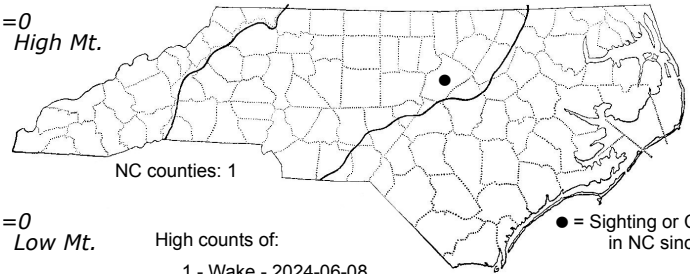 =0
High Mt.
NC counties: 1
=0
Low Mt.
High counts of:
1 - Wake - 2024-06-08
● = Sighting or
in NC